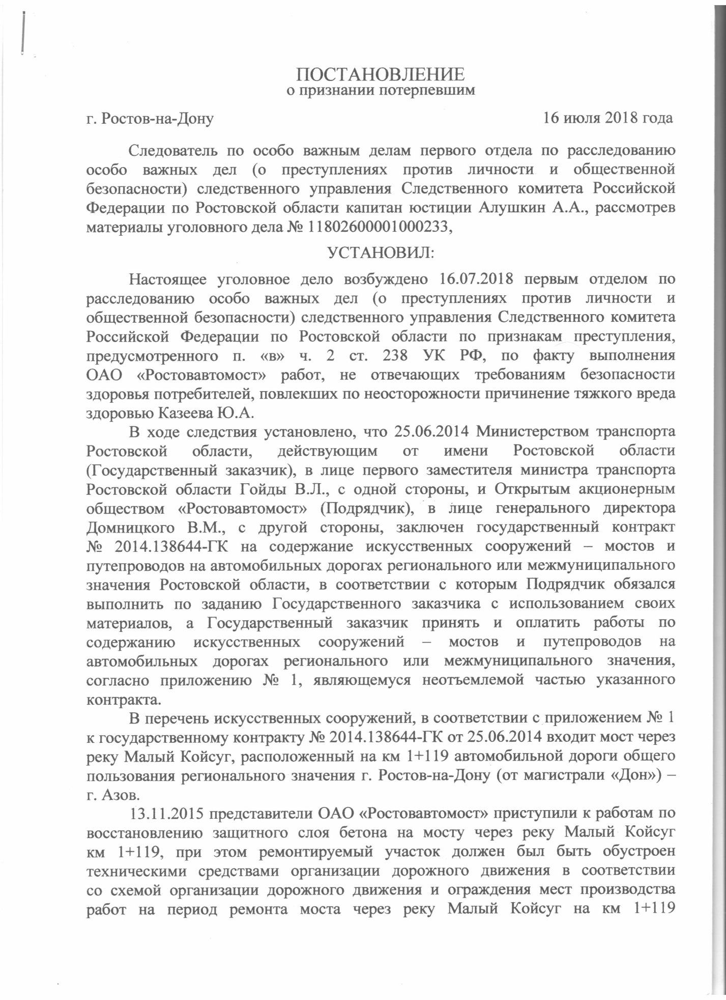 ПОСТАНОВЛЕНИЕ
о признании потерпевшим
г. Ростов-на-Дону 16 июля 2018 года
Следователь по особо важным делам первого отдела по расследованию
особо важных дел (о преступлениях против личности и общественной
безопасности) следственного управления Следственного комитета Российской
Федерации по Ростовской области капитан юстиции Алушкин А.А., рассмотрев
материалы уголовного дела № 11802600001000233,
УСТАНОВИЛ:
Настоящее уголовное дело возбуждено 16.07.2018 первым отделом по
расследованию особо важных дел (о преступлениях против личности и
общественной безопасности) следственного управления Следственного комитета
Российской Федерации по Ростовской области по признакам преступления,
предусмотренного п. «в» ч. 2 ст. 238 УК РФ, по факту выполнения
ОАО «Ростовавтомост» работ, не отвечающих требованиям безопасности
здоровья потребителей, повлекших по неосторожности причинение тяжкого вреда
здоровью Казеева Ю.А.
В ходе следствия установлено, что 25.06.2014 Министерством транспорта
Ростовской области, действующим от имени Ростовской области
(Государственный заказчик), в лице первого заместителя министра транспорта
Ростовской области Гойды В.Л., с одной стороны, и Открытым акционерным
обществом «Ростовавтомост» (Подрядчик), в лице генерального директора
Домницкого В.М., с другой стороны, заключен государственный контракт
№ 2014.138644-ГК на содержание искусственных сооружений – мостов и
путепроводов на автомобильных дорогах регионального или межмуниципального
значения Ростовской области, в соответствии с которым Подрядчик обязался
выполнить по заданию Государственного заказчика с использованием своих
материалов, а Государственный заказчик принять и оплатить работы по
содержанию искусственных сооружений – мостов и путепроводов на
автомобильных дорогах регионального или межмуниципального значения,
согласно приложению № 1, являющемуся неотъемлемой частью указанного
контракта.
В перечень искусственных сооружений, в соответствии с приложением № 1
к государственному контракту № 2014.138644-ГК от 25.06.2014 входит мост через
реку Малый Койсуг, расположенный на км 1+119 автомобильной дороги общего
пользования регионального значения г. Ростов-на-Дону (от магистрали «Дон») –
г. Азов.
13.11.2015 представители ОАО «Ростовавтомост» приступили к работам по
восстановлению защитного слоя бетона на мосту через реку Малый Койсуг
км 1+119, при этом ремонтируемый участок должен был быть обустроен
техническими средствами организации дорожного движения в соответствии
со схемой организации дорожного движения и ограждения мест производства
работ на период ремонта моста через реку Малый Койсуг на км 1+119